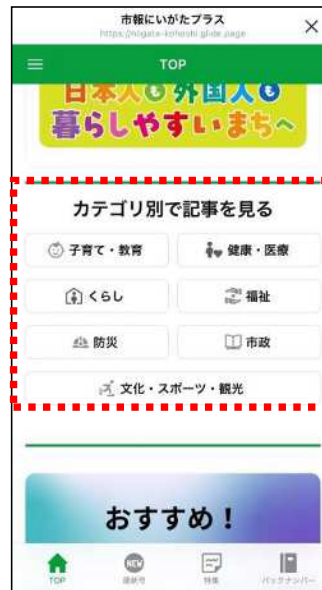 市報にいがたプラス
https://niigata-kohoshi.glide.page
TOP
日本人も外国人も
暮らしやすいまちへ
カテゴリ別で記事を見る
子育て・教育
健康・医療
くらし
福祉
防災
市政
文化・スポーツ・観光
おすすめ！
TOP
NEW
最新号
特集
バックナンバー